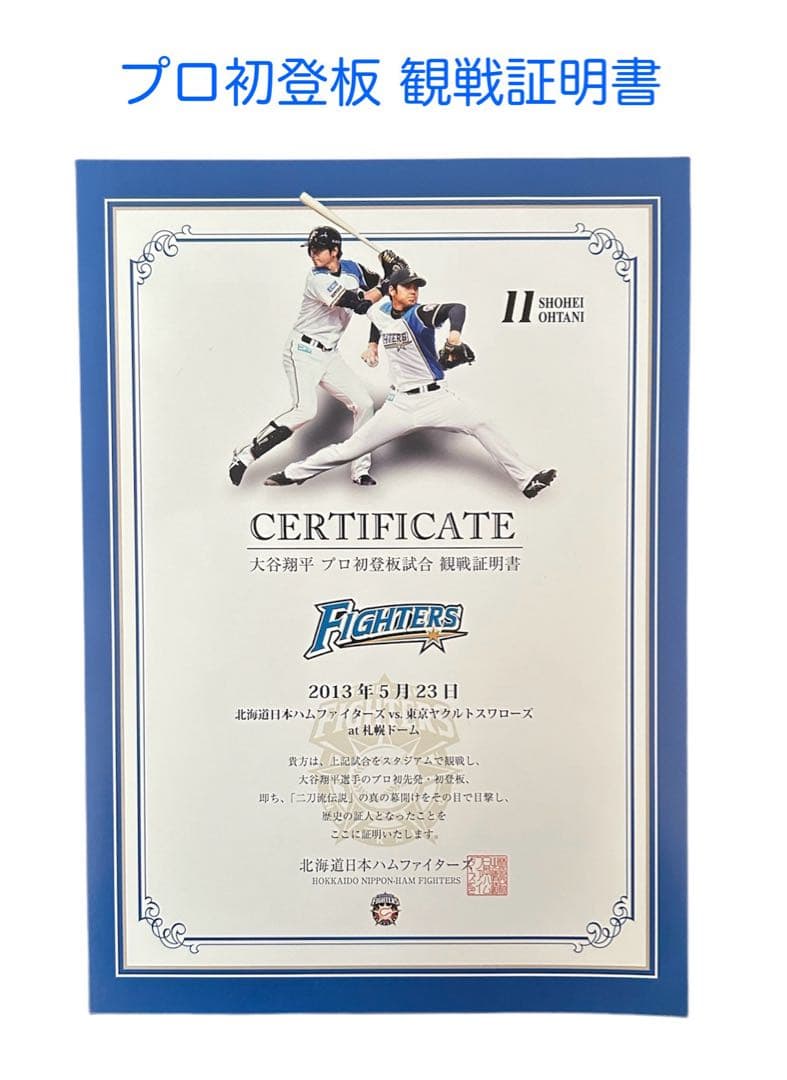 プロ初登板 観戦証明書
11 SHOHEI
OHTANI
CERTIFICATE
大谷翔平 プロ初登板試合 観戦証明書
FIGHTERS
2013年5月23日
北海道日本ハムファイターズ vs. 東京ヤクルトスワローズ
at 札幌ドーム
貴方は、上記試合をスタジアムで観戦し、
大谷翔平選手のプロ初先発・初登板、
即ち、「二刀流伝説」の真の幕開けをその目で目撃し、
歴史の証人となったことを
ここに証明いたします。
北海道日本ハムファイターズ
HOKKAIDO NIPPON-HAM FIGHTERS
FIGHTERS